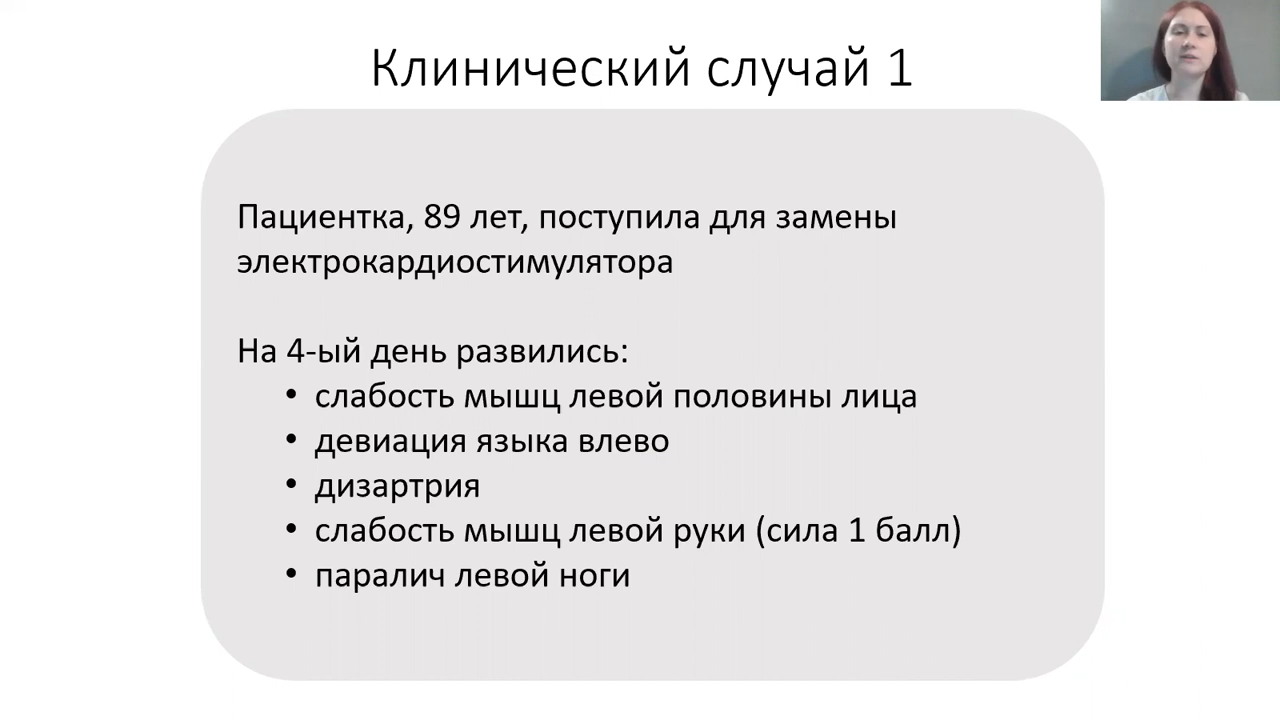 Клинический случай 1
Пациентка, 89 лет, поступила для замены
электрокардиостимулятора
На 4-ый день развились:
• слабость мышц левой половины лица
• девиация языка влево
• дизартрия
• слабость мышц левой руки (сила 1 балл)
• паралич левой ноги